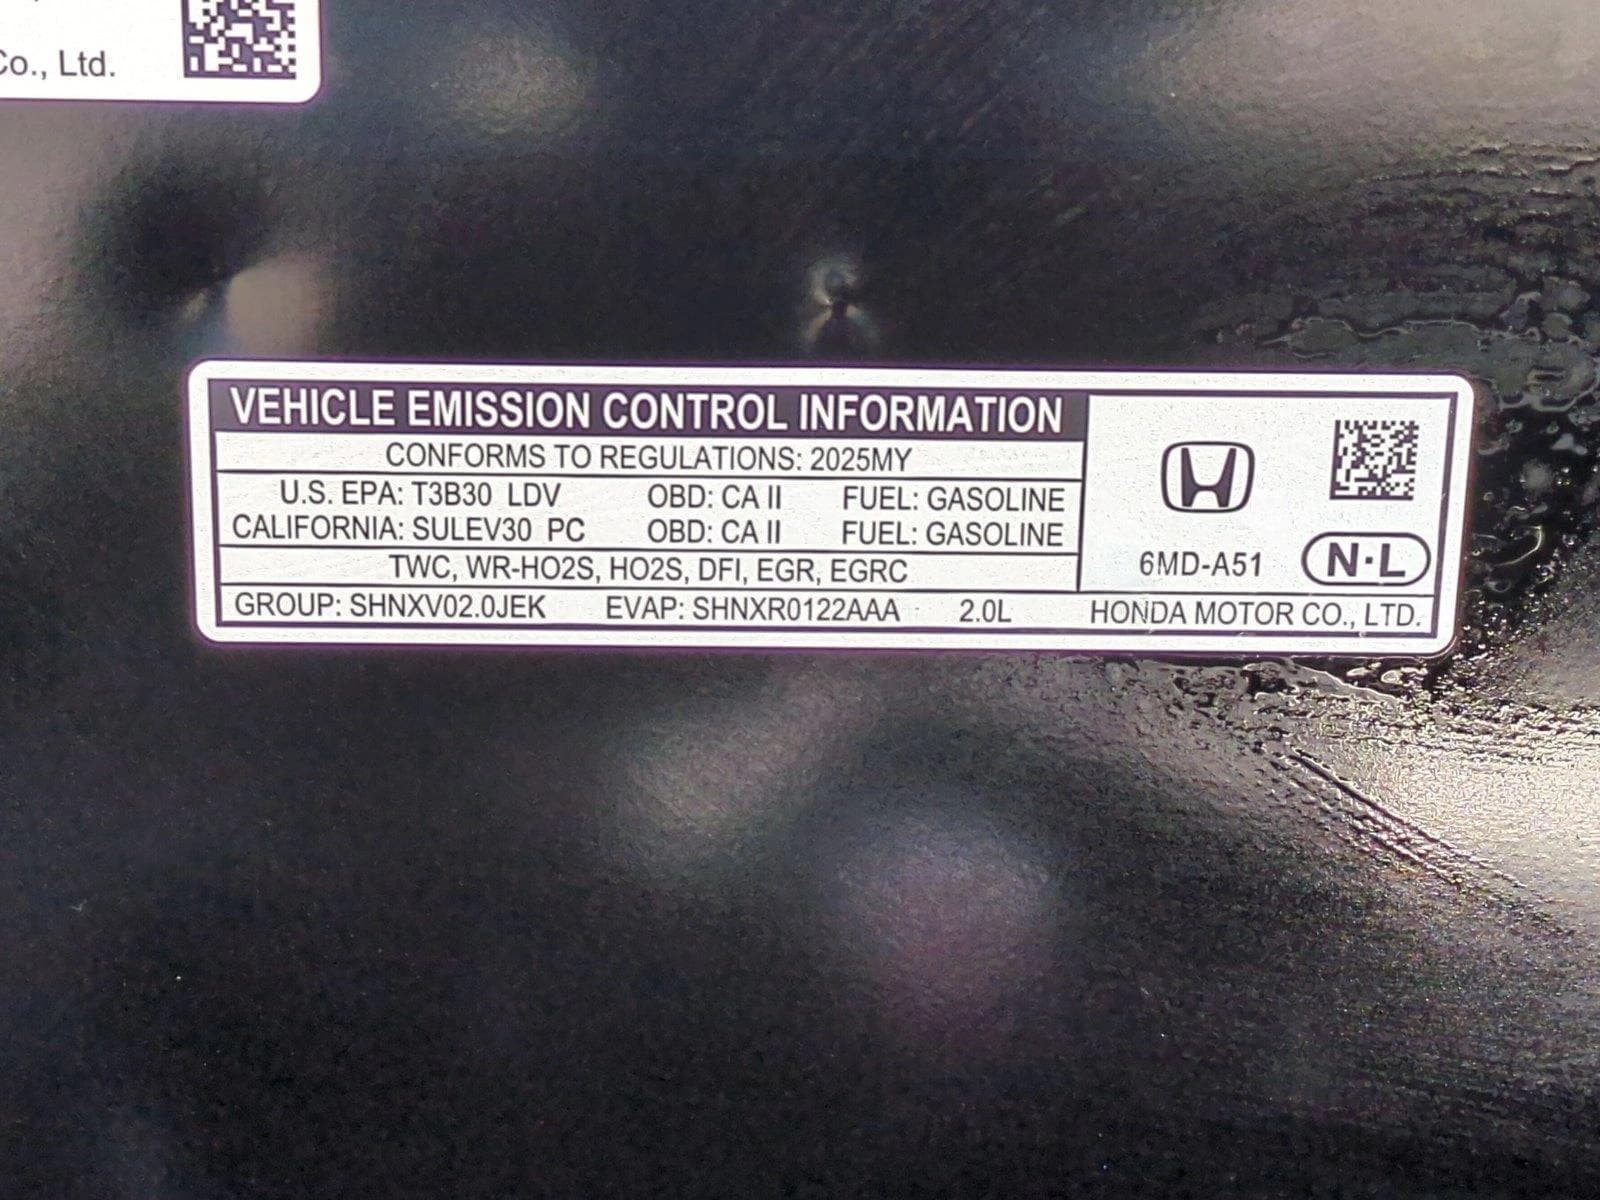 Co., Ltd.
VEHICLE EMISSION CONTROL INFORMATION
CONFORMS TO REGULATIONS: 2025MY
U.S. EPA: T3B30 LDV OBD: CA II FUEL: GASOLINE
CALIFORNIA: SULEV30 PC OBD: CA II FUEL: GASOLINE
TWC, WR-HO2S, HO2S, DFI, EGR, EGRC
6MD-A51 N·L
GROUP: SHNXV02.0JEK EVAP: SHNXR0122AAA 2.0L HONDA MOTOR CO., LTD.